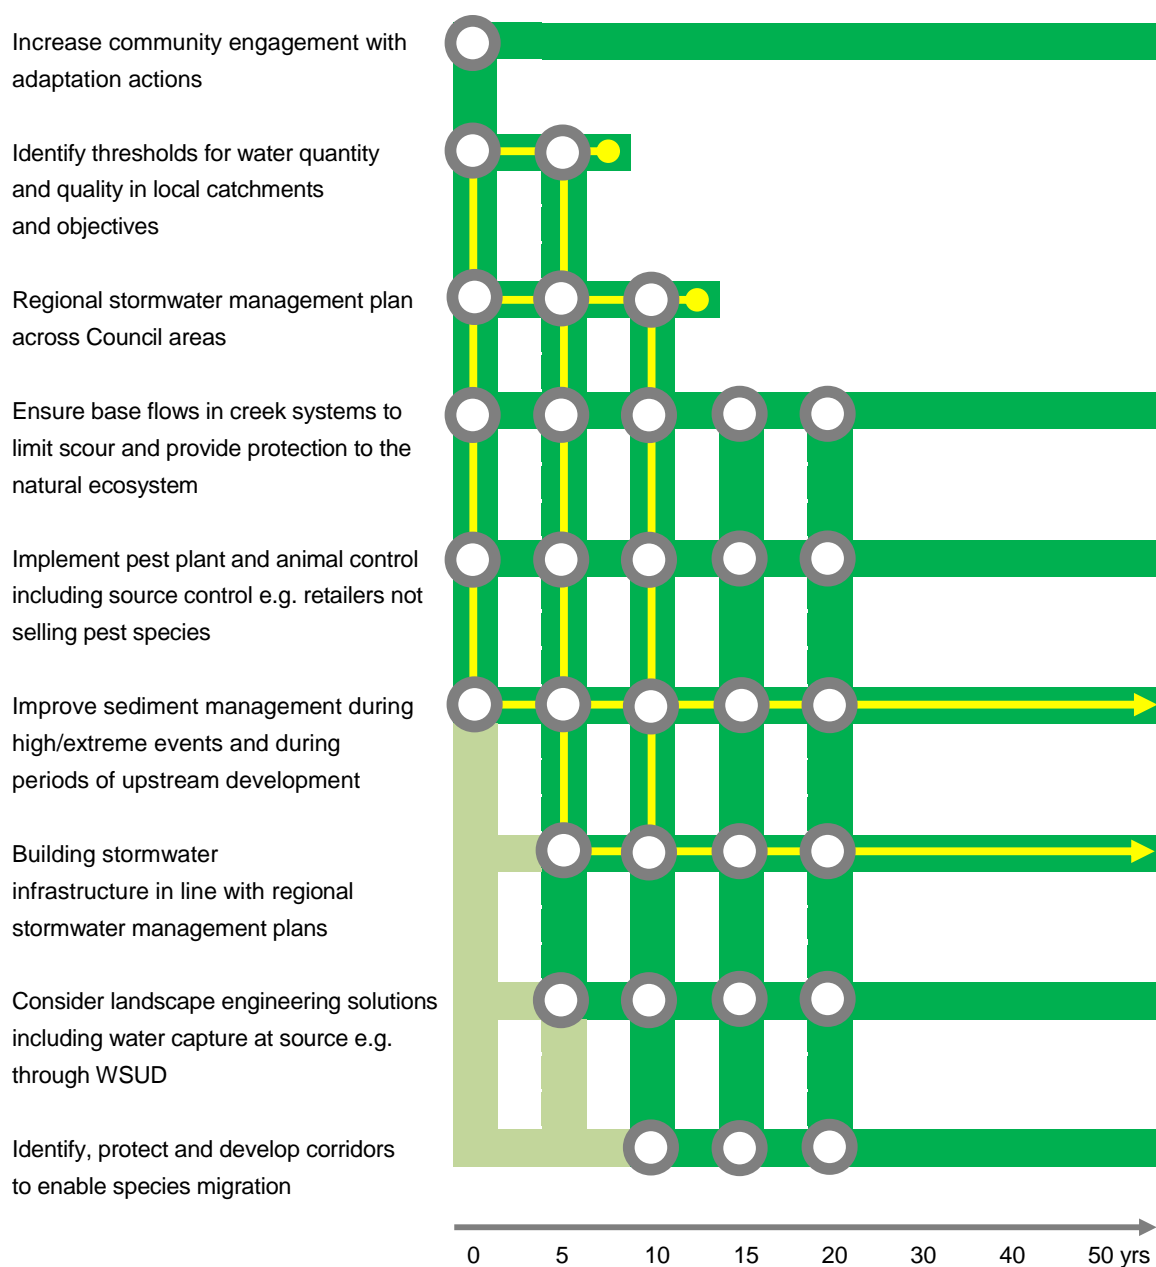 Increase community engagement with
adaptation actions
Identify thresholds for water quantity
and quality in local catchments
and objectives
Regional stormwater management plan
across Council areas
Ensure base flows in creek systems to
limit scour and provide protection to the
natural ecosystem
Implement pest plant and animal control
including source control e.g. retailers not
selling pest species
Improve sediment management during
high/extreme events and during
periods of upstream development
Building stormwater
infrastructure in line with regional
stormwater management plans
Consider landscape engineering solutions
including water capture at source e.g.
through WSUD
Identify, protect and develop corridors
to enable species migration
0 5 10 15 20 30 40 50 yrs